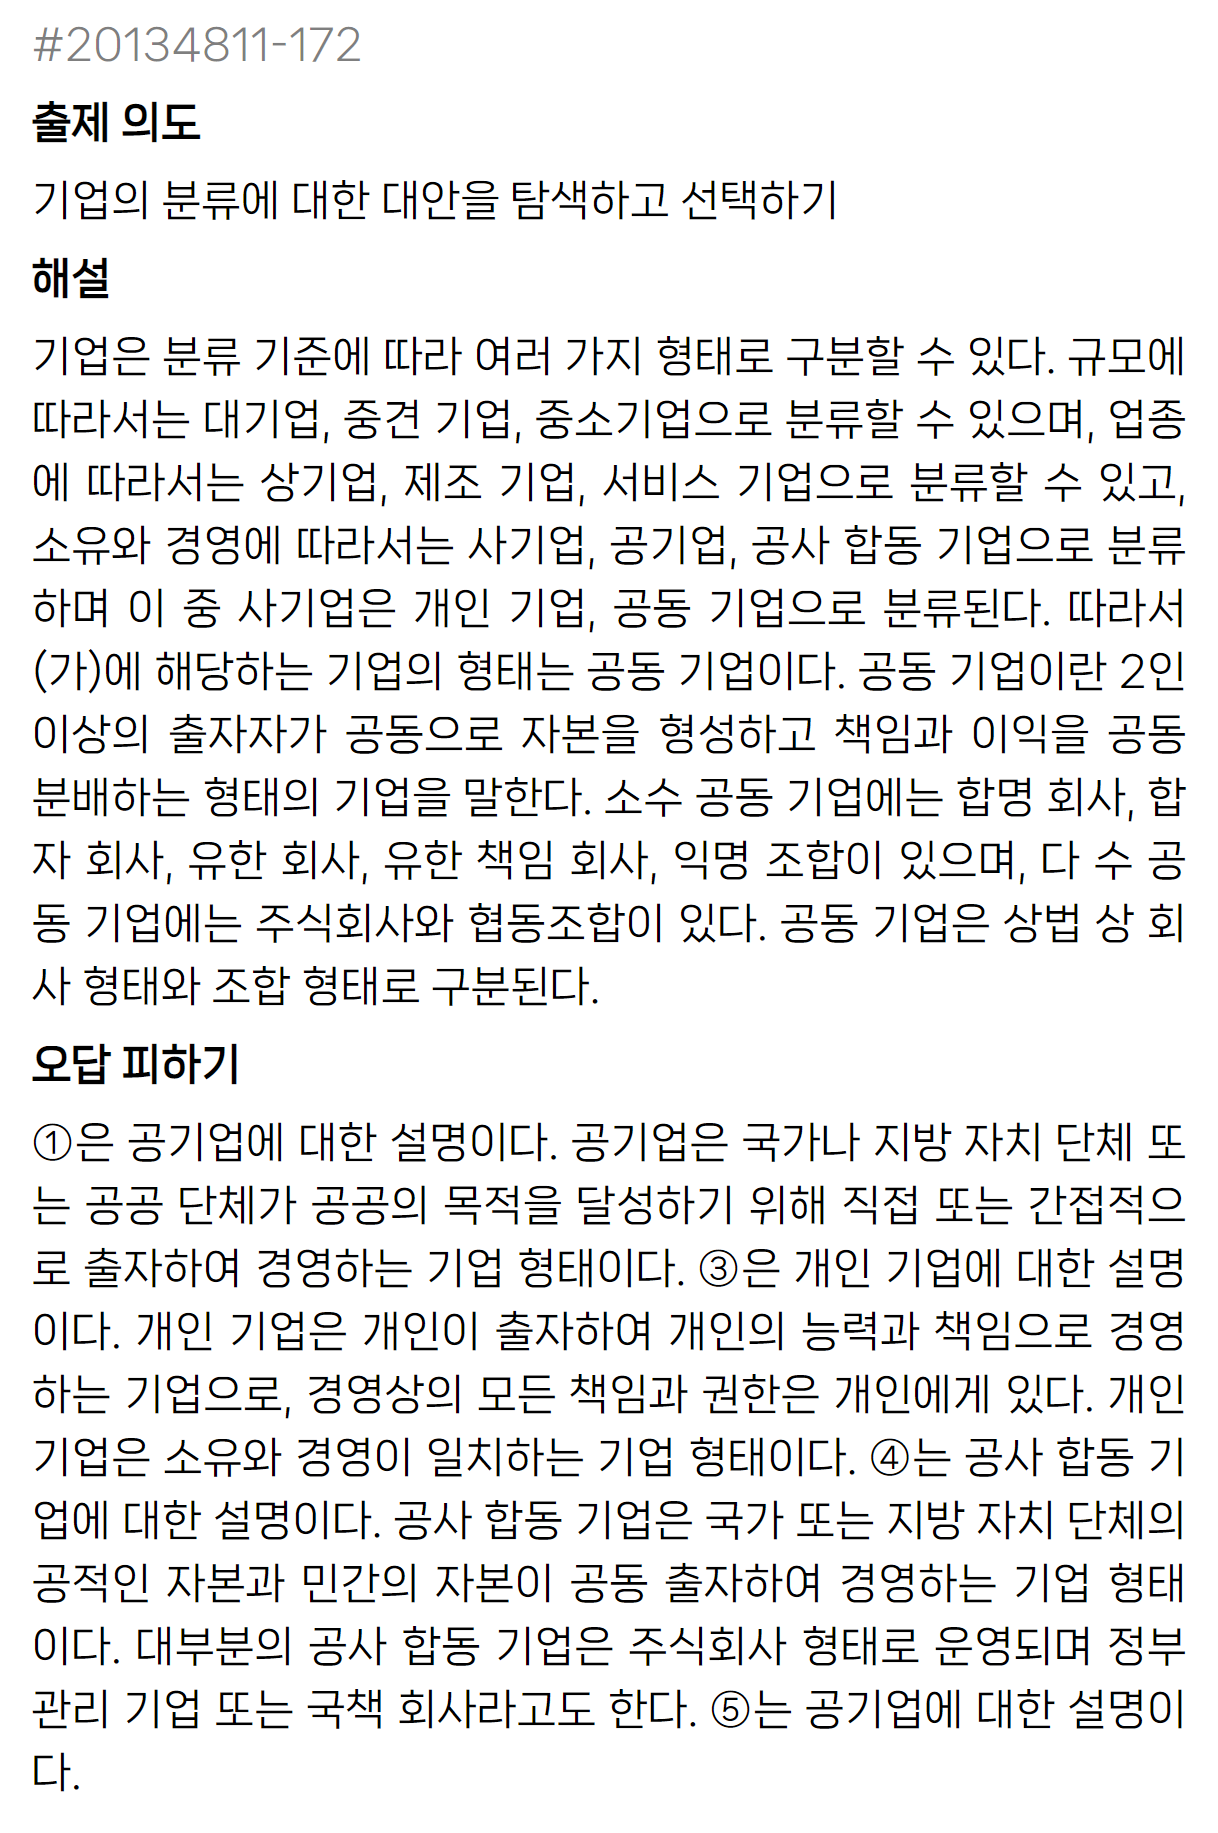 #20134811-172
출제 의도
기업의 분류에 대한 대안을 탐색하고 선택하기
해설
기업은 분류 기준에 따라 여러 가지 형태로 구분할 수 있다. 규모에
따라서는 대기업, 중견 기업, 중소기업으로 분류할 수 있으며, 업종
에 따라서는 상기업, 제조 기업, 서비스 기업으로 분류할 수 있고,
소유와 경영에 따라서는 사기업, 공기업, 공사 합동 기업으로 분류
하며 이 중 사기업은 개인 기업, 공동 기업으로 분류된다. 따라서
(가)에 해당하는 기업의 형태는 공동 기업이다. 공동 기업이란 2인
이상의 출자자가 공동으로 자본을 형성하고 책임과 이익을 공동
분배하는 형태의 기업을 말한다. 소수 공동 기업에는 합명 회사, 합
자 회사, 유한 회사, 유한 책임 회사, 익명 조합이 있으며, 다 수 공
동 기업에는 주식회사와 협동조합이 있다. 공동 기업은 상법 상 회
사 형태와 조합 형태로 구분된다.
오답 피하기
①은 공기업에 대한 설명이다. 공기업은 국가나 지방 자치 단체 또
는 공공 단체가 공공의 목적을 달성하기 위해 직접 또는 간접적으
로 출자하여 경영하는 기업 형태이다. ③은 개인 기업에 대한 설명
이다. 개인 기업은 개인이 출자하여 개인의 능력과 책임으로 경영
하는 기업으로, 경영상의 모든 책임과 권한은 개인에게 있다. 개인
기업은 소유와 경영이 일치하는 기업 형태이다. ④는 공사 합동 기
업에 대한 설명이다. 공사 합동 기업은 국가 또는 지방 자치 단체의
공적인 자본과 민간의 자본이 공동 출자하여 경영하는 기업 형태
이다. 대부분의 공사 합동 기업은 주식회사 형태로 운영되며 정부
관리 기업 또는 국책 회사라고도 한다. ⑤는 공기업에 대한 설명이
다.